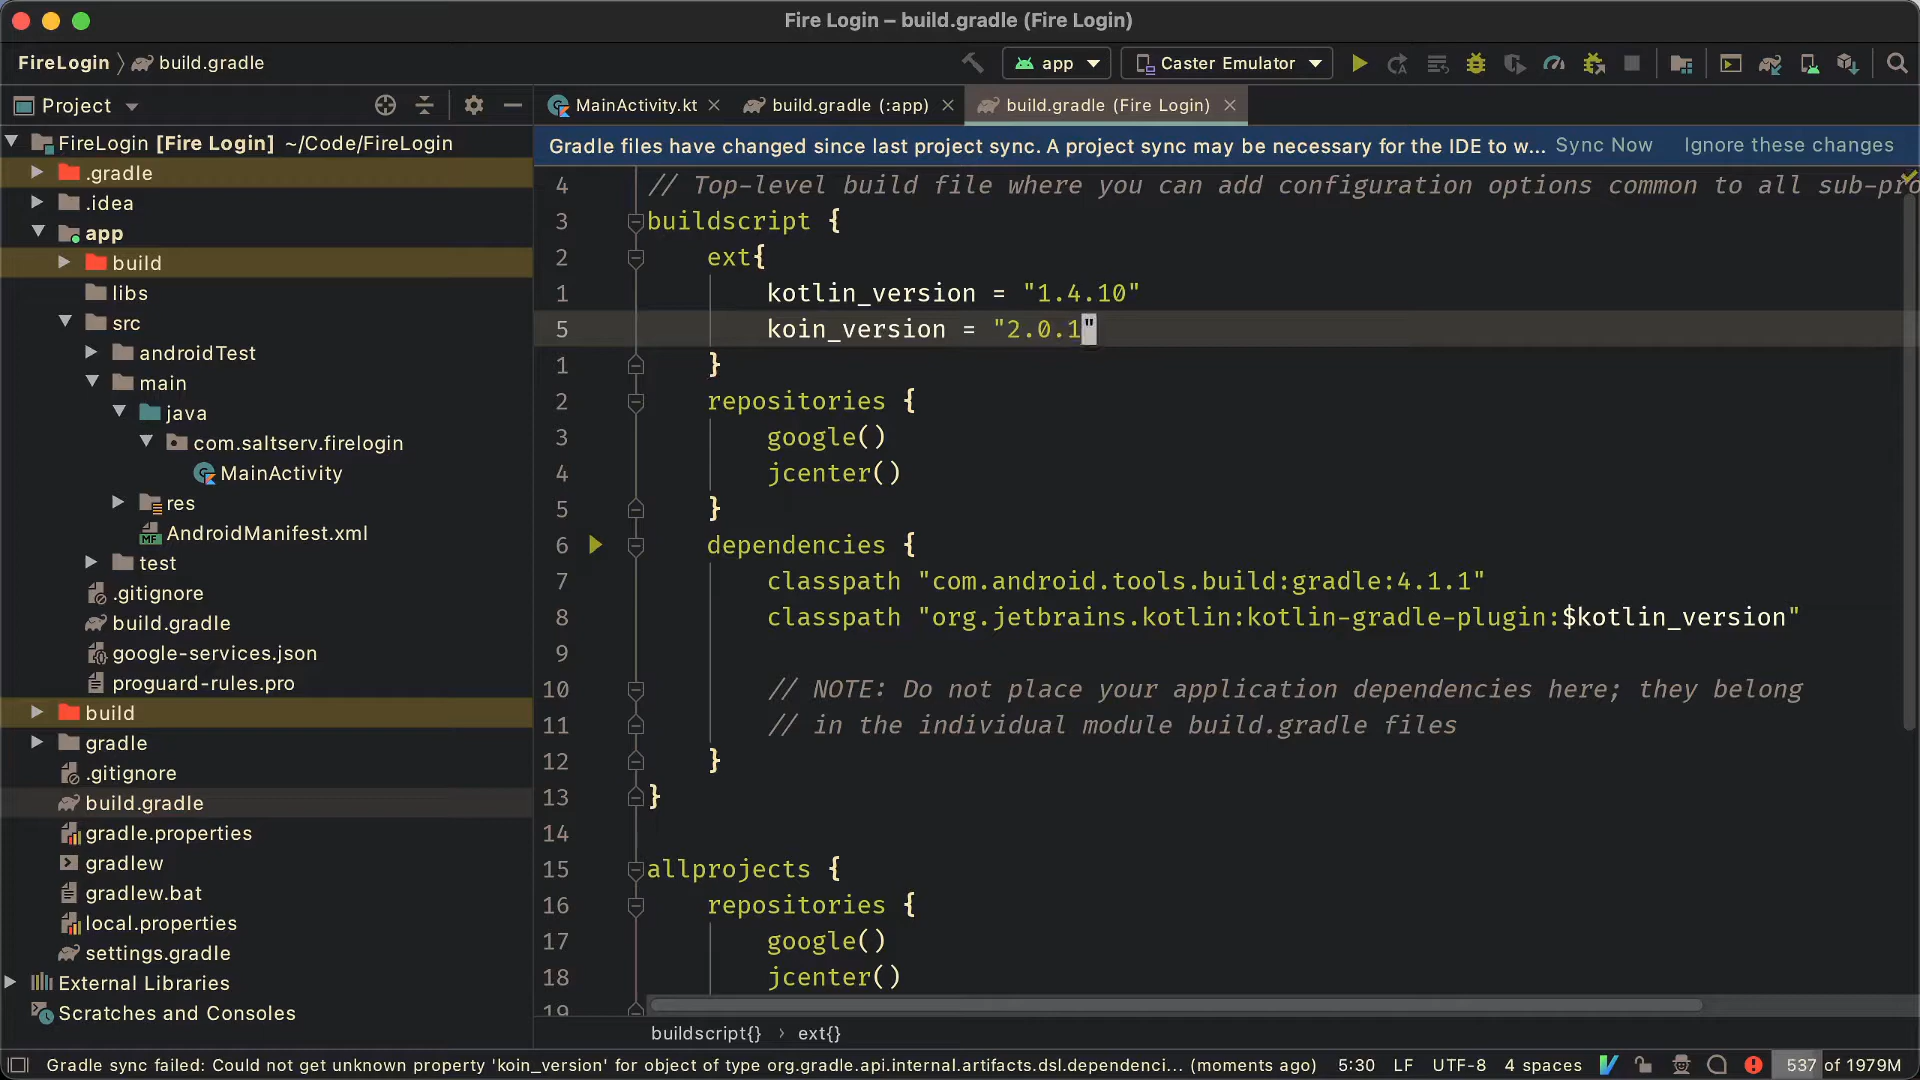 Fire Login – build.gradle (Fire Login)
FireLogin
build.gradle
app
Caster Emulator
Project
MainActivity.kt
build.gradle (:app)
build.gradle (Fire Login)
FireLogin [Fire Login] ~/Code/FireLogin
.gradle
.idea
app
build
libs
src
androidTest
main
java
com.saltserv.firelogin
MainActivity
res
AndroidManifest.xml
test
.gitignore
build.gradle
google-services.json
proguard-rules.pro
build
gradle
.gitignore
build.gradle
gradle.properties
gradlew
gradlew.bat
local.properties
settings.gradle
External Libraries
Scratches and Consoles
Gradle files have changed since last project sync. A project sync may be necessary for the IDE to w... Sync Now Ignore these changes
4 // Top-level build file where you can add configuration options common to all sub-pro
3 buildscript {
2 ext{
1 kotlin_version = "1.4.10"
5 koin_version = "2.0.1"
1 }
2 repositories {
3 google()
4 jcenter()
5 }
6 dependencies {
7 classpath "com.android.tools.build:gradle:4.1.1"
8 classpath "org.jetbrains.kotlin:kotlin-gradle-plugin:$kotlin_version"
9
10 // NOTE: Do not place your application dependencies here; they belong
11 // in the individual module build.gradle files
12 }
13 }
14
15 allprojects {
16 repositories {
17 google()
18 jcenter()
19
buildscript{} › ext{}
Gradle sync failed: Could not get unknown property 'koin_version' for object of type org.gradle.api.internal.artifacts.dsl.dependenci... (moments ago) 5:30 LF UTF-8 4 spaces 537 of 1979M